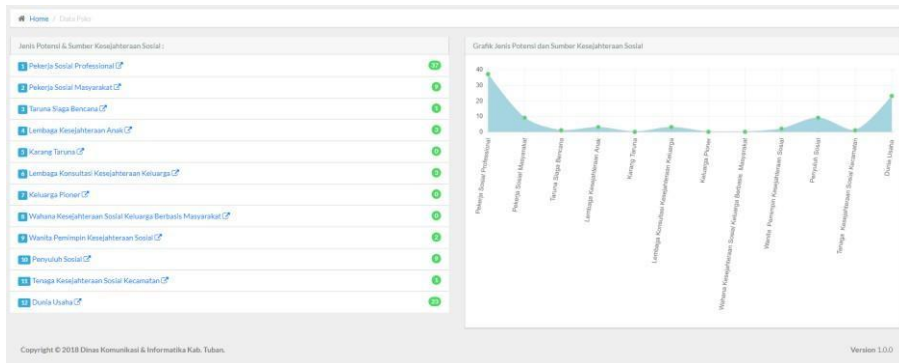 Home / Data Psks
Jenis Potensi & Sumber Kesejahteraan Sosial :
1 Pekerja Sosial Professional 37
2 Pekerja Sosial Masyarakat 9
3 Taruna Siaga Bencana
4 Lembaga Kesejahteraan Anak 3
5 Karang Taruna 0
6 Lembaga Konsultasi Kesejahteraan Keluarga 3
7 Keluarga Pioner 0
8 Wahana Kesejahteraan Sosial Keluarga Berbasis Masyarakat 0
9 Wanita Pemimpin Kesejahteraan Sosial 2
10 Penyuluh Sosial 9
11 Tenaga Kesejahteraan Sosial Kecamatan
12 Dunia Usaha 23
Grafik Jenis Potensi dan Sumber Kesejahteraan Sosial
40
30
20
10
0
Pekerja Sosial Professional
Pekerja Sosial Masyarakat
Taruna Siaga Bencana
Lembaga Kesejahteraan Anak
Karang Taruna
Lembaga Konsultasi Kesejahteraan Keluarga
Keluarga Pioner
Wahana Kesejahteraan Sosial Keluarga Berbasis Masyarakat
Wanita Pemimpin Kesejahteraan Sosial
Penyuluh Sosial
Tenaga Kesejahteraan Sosial Kecamatan
Dunia Usaha
Copyright © 2018 Dinas Komunikasi & Informatika Kab. Tuban.
Version 1.0.0